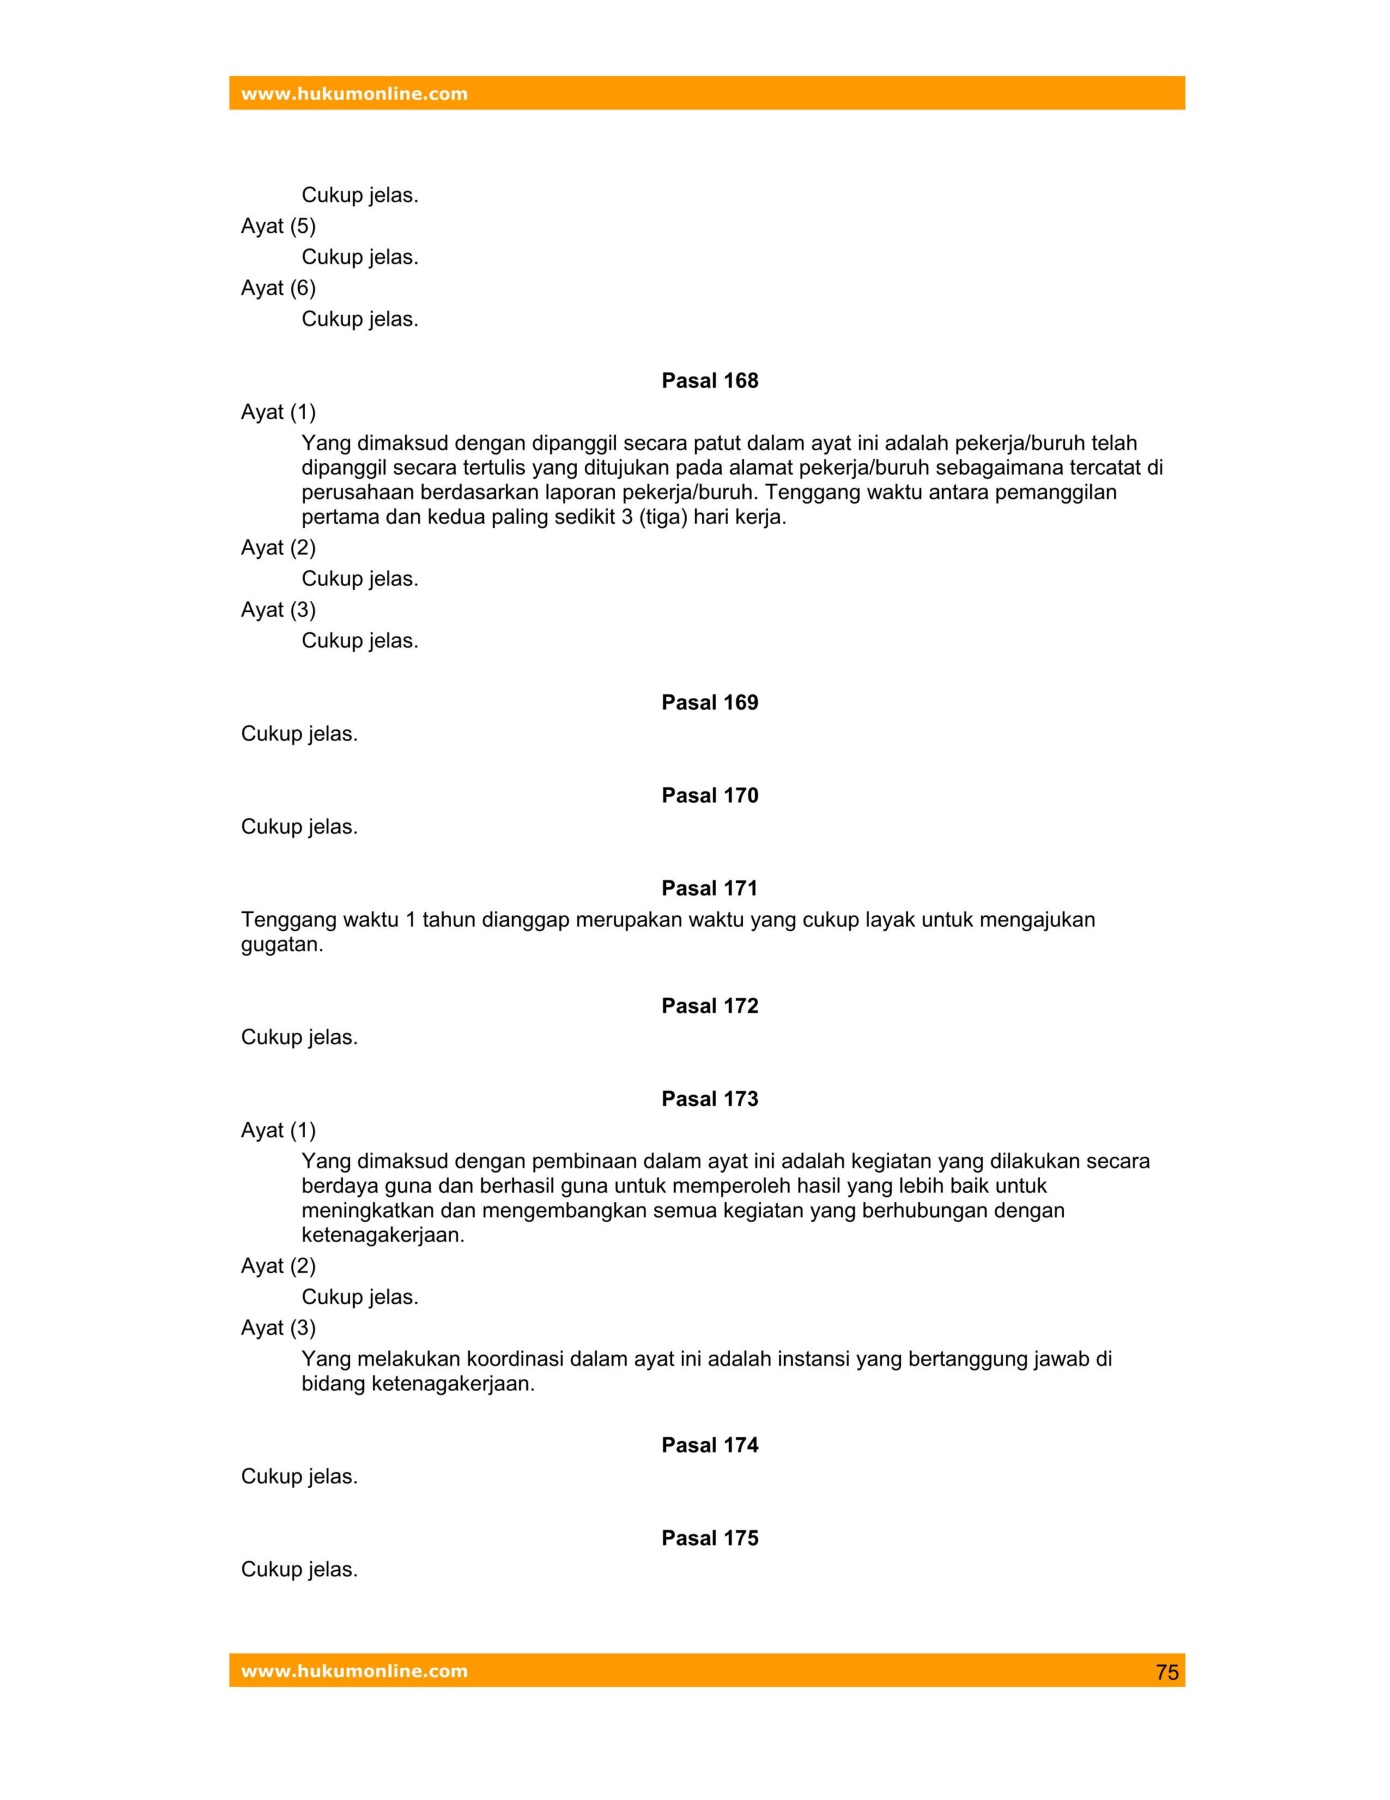 www.hukumonline.com
Cukup jelas.
Ayat (5)
Cukup jelas.
Ayat (6)
Cukup jelas.
Pasal 168
Ayat (1)
Yang dimaksud dengan dipanggil secara patut dalam ayat ini adalah pekerja/buruh telah
dipanggil secara tertulis yang ditujukan pada alamat pekerja/buruh sebagaimana tercatat di
perusahaan berdasarkan laporan pekerja/buruh. Tenggang waktu antara pemanggilan
pertama dan kedua paling sedikit 3 (tiga) hari kerja.
Ayat (2)
Cukup jelas.
Ayat (3)
Cukup jelas.
Pasal 169
Cukup jelas.
Pasal 170
Cukup jelas.
Pasal 171
Tenggang waktu 1 tahun dianggap merupakan waktu yang cukup layak untuk mengajukan
gugatan.
Pasal 172
Cukup jelas.
Pasal 173
Ayat (1)
Yang dimaksud dengan pembinaan dalam ayat ini adalah kegiatan yang dilakukan secara
berdaya guna dan berhasil guna untuk memperoleh hasil yang lebih baik untuk
meningkatkan dan mengembangkan semua kegiatan yang berhubungan dengan
ketenagakerjaan.
Ayat (2)
Cukup jelas.
Ayat (3)
Yang melakukan koordinasi dalam ayat ini adalah instansi yang bertanggung jawab di
bidang ketenagakerjaan.
Pasal 174
Cukup jelas.
Pasal 175
Cukup jelas.
www.hukumonline.com 75